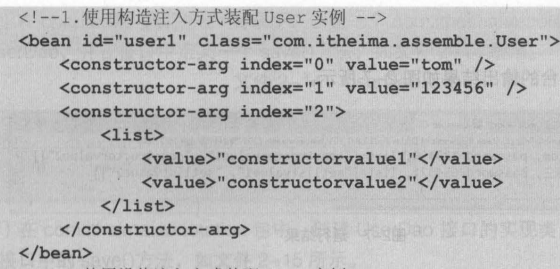 <!--1.使用构造注入方式装配 User 实例 -->
<bean id="user1" class="com.itheima.assemble.User">
<constructor-arg index="0" value="tom" />
<constructor-arg index="1" value="123456" />
<constructor-arg index="2">
<list>
<value>"constructorvalue1"</value>
<value>"constructorvalue2"</value>
</list>
</constructor-arg>
</bean>